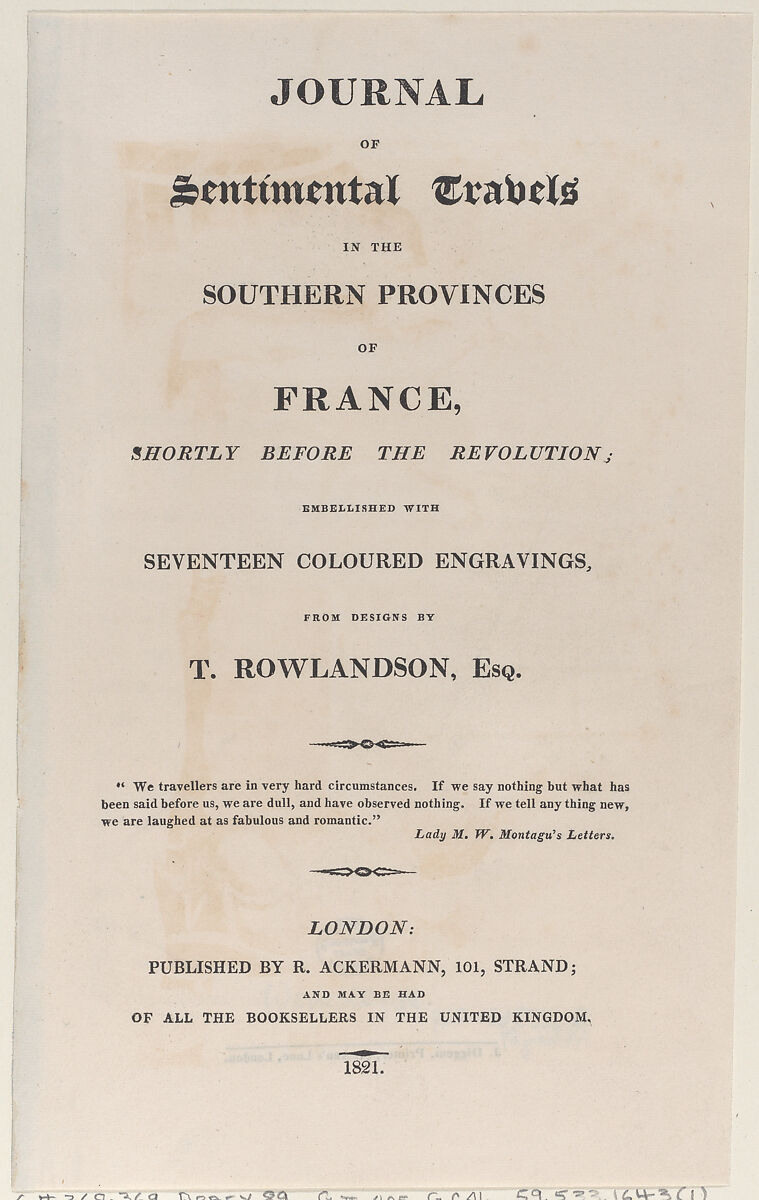 JOURNAL
OF
Sentimental Travels
IN THE
SOUTHERN PROVINCES
OF
FRANCE,
SHORTLY BEFORE THE REVOLUTION;
EMBELLISHED WITH
SEVENTEEN COLOURED ENGRAVINGS,
FROM DESIGNS BY
T. ROWLANDSON, ESQ.
“ We travellers are in very hard circumstances. If we say nothing but what has
been said before us, we are dull, and have observed nothing. If we tell any thing new,
we are laughed at as fabulous and romantic.”
Lady M. W. Montagu's Letters.
LONDON:
PUBLISHED BY R. ACKERMANN, 101, STRAND;
AND MAY BE HAD
OF ALL THE BOOKSELLERS IN THE UNITED KINGDOM.
1821.
59.533.1643(1)